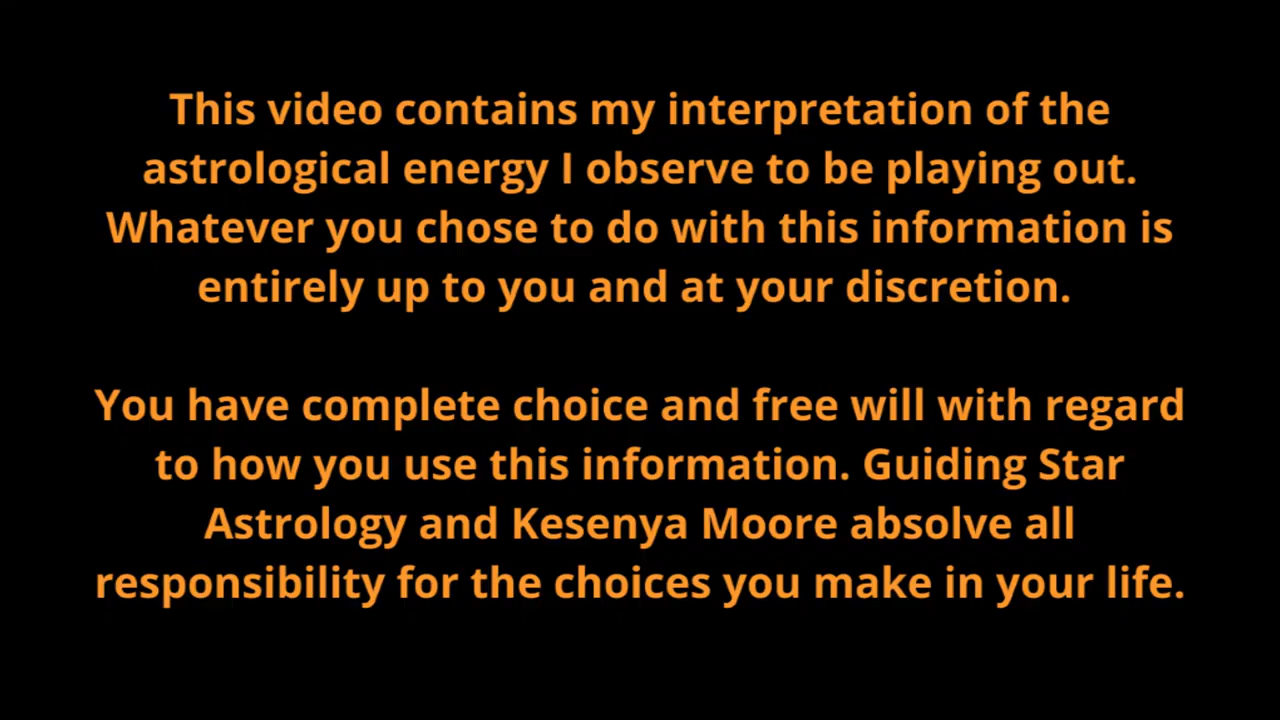 This video contains my interpretation of the
astrological energy I observe to be playing out.
Whatever you chose to do with this information is
entirely up to you and at your discretion.
You have complete choice and free will with regard
to how you use this information. Guiding Star
Astrology and Kesenya Moore absolve all
responsibility for the choices you make in your life.